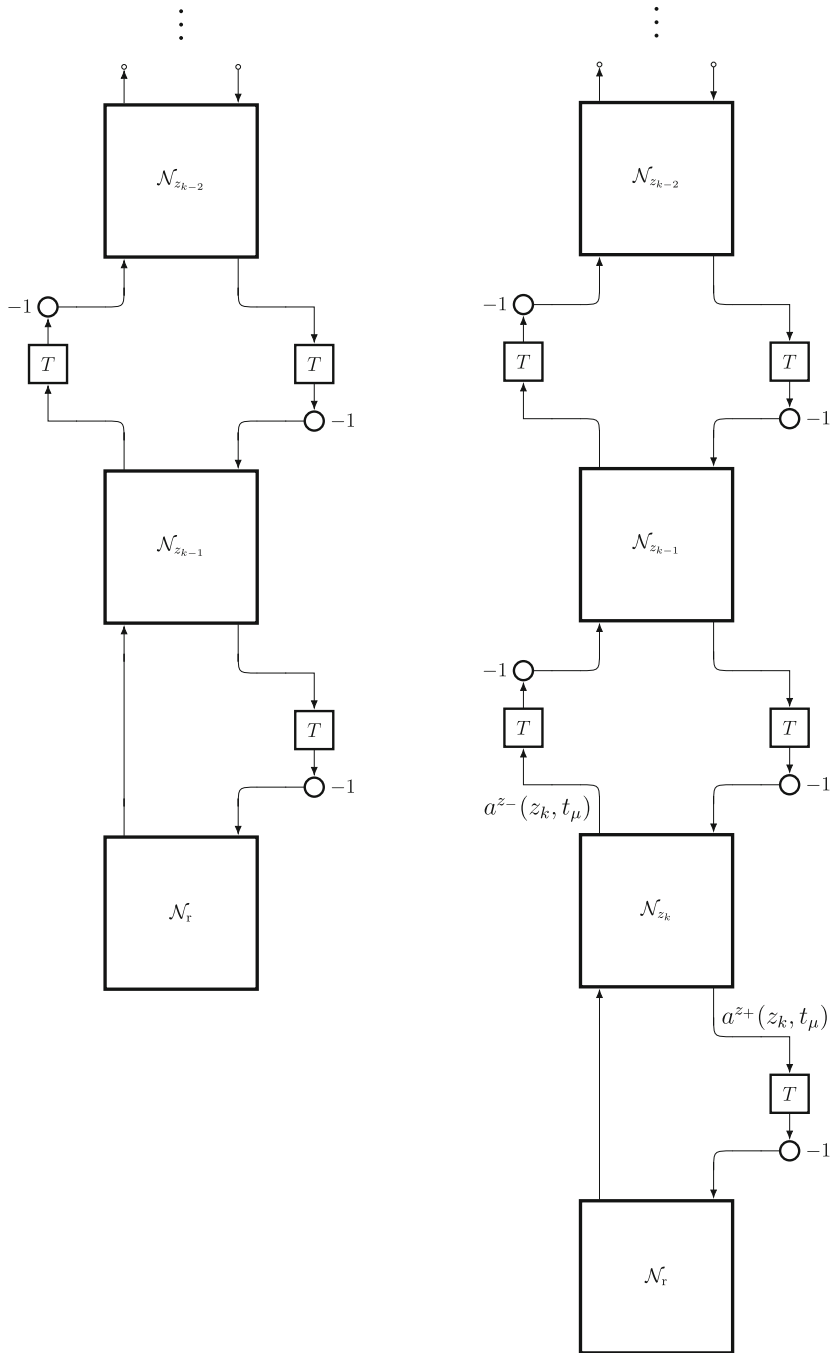 ⋮
𝒩_{z_{k−2}}
−1
T
T
−1
𝒩_{z_{k−1}}
T
−1
𝒩_r
⋮
𝒩_{z_{k−2}}
−1
T
T
−1
𝒩_{z_{k−1}}
−1
T
T
−1
a^{z−}(z_k, t_μ)
𝒩_{z_k}
a^{z+}(z_k, t_μ)
T
−1
𝒩_r